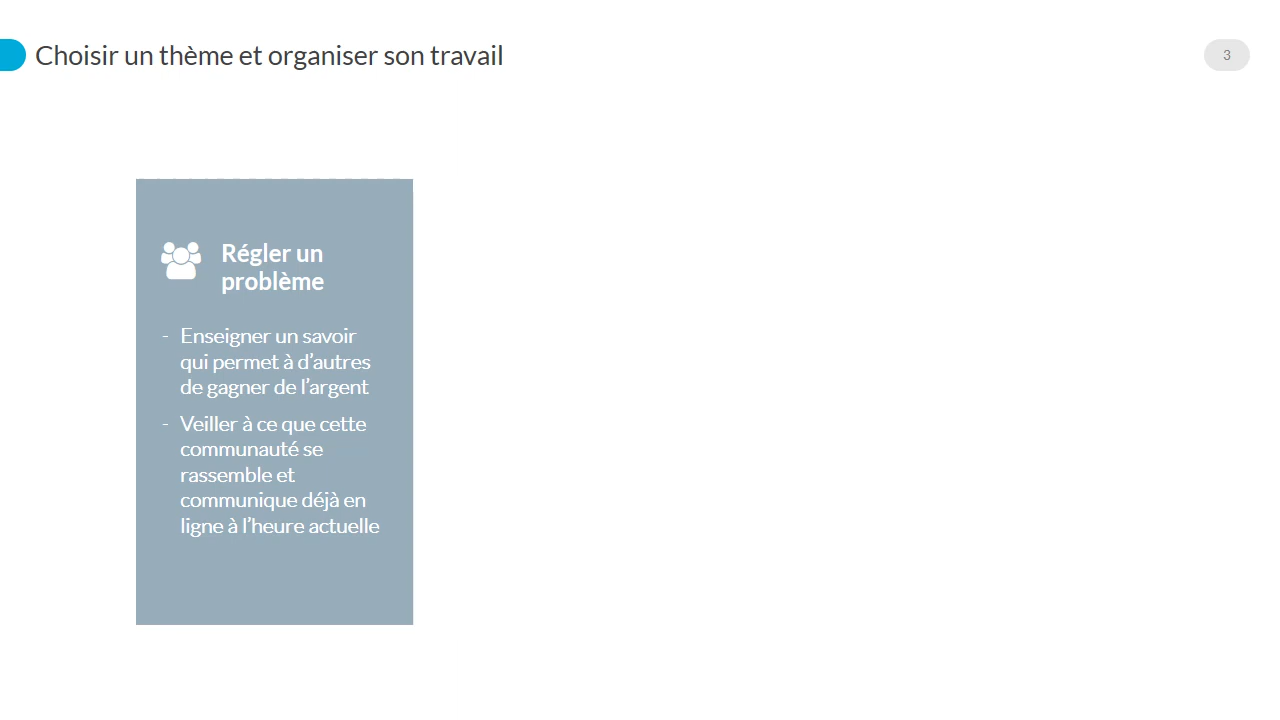 Choisir un thème et organiser son travail
3
Régler un
problème
- Enseigner un savoir
qui permet à d’autres
de gagner de l’argent
- Veiller à ce que cette
communauté se
rassemble et
communique déjà en
ligne à l’heure actuelle